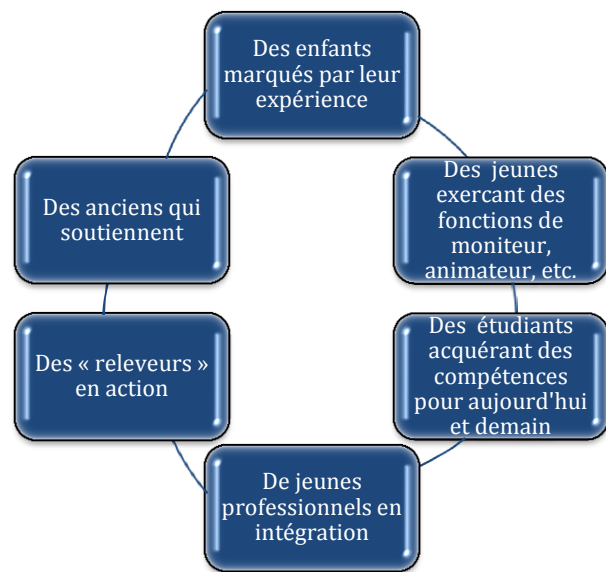 Des enfants
marqués par leur
expérience
Des jeunes
exercant des
fonctions de
moniteur,
animateur, etc.
Des étudiants
acquérant des
compétences
pour aujourd'hui
et demain
De jeunes
professionnels en
intégration
Des « releveurs »
en action
Des anciens qui
soutiennent